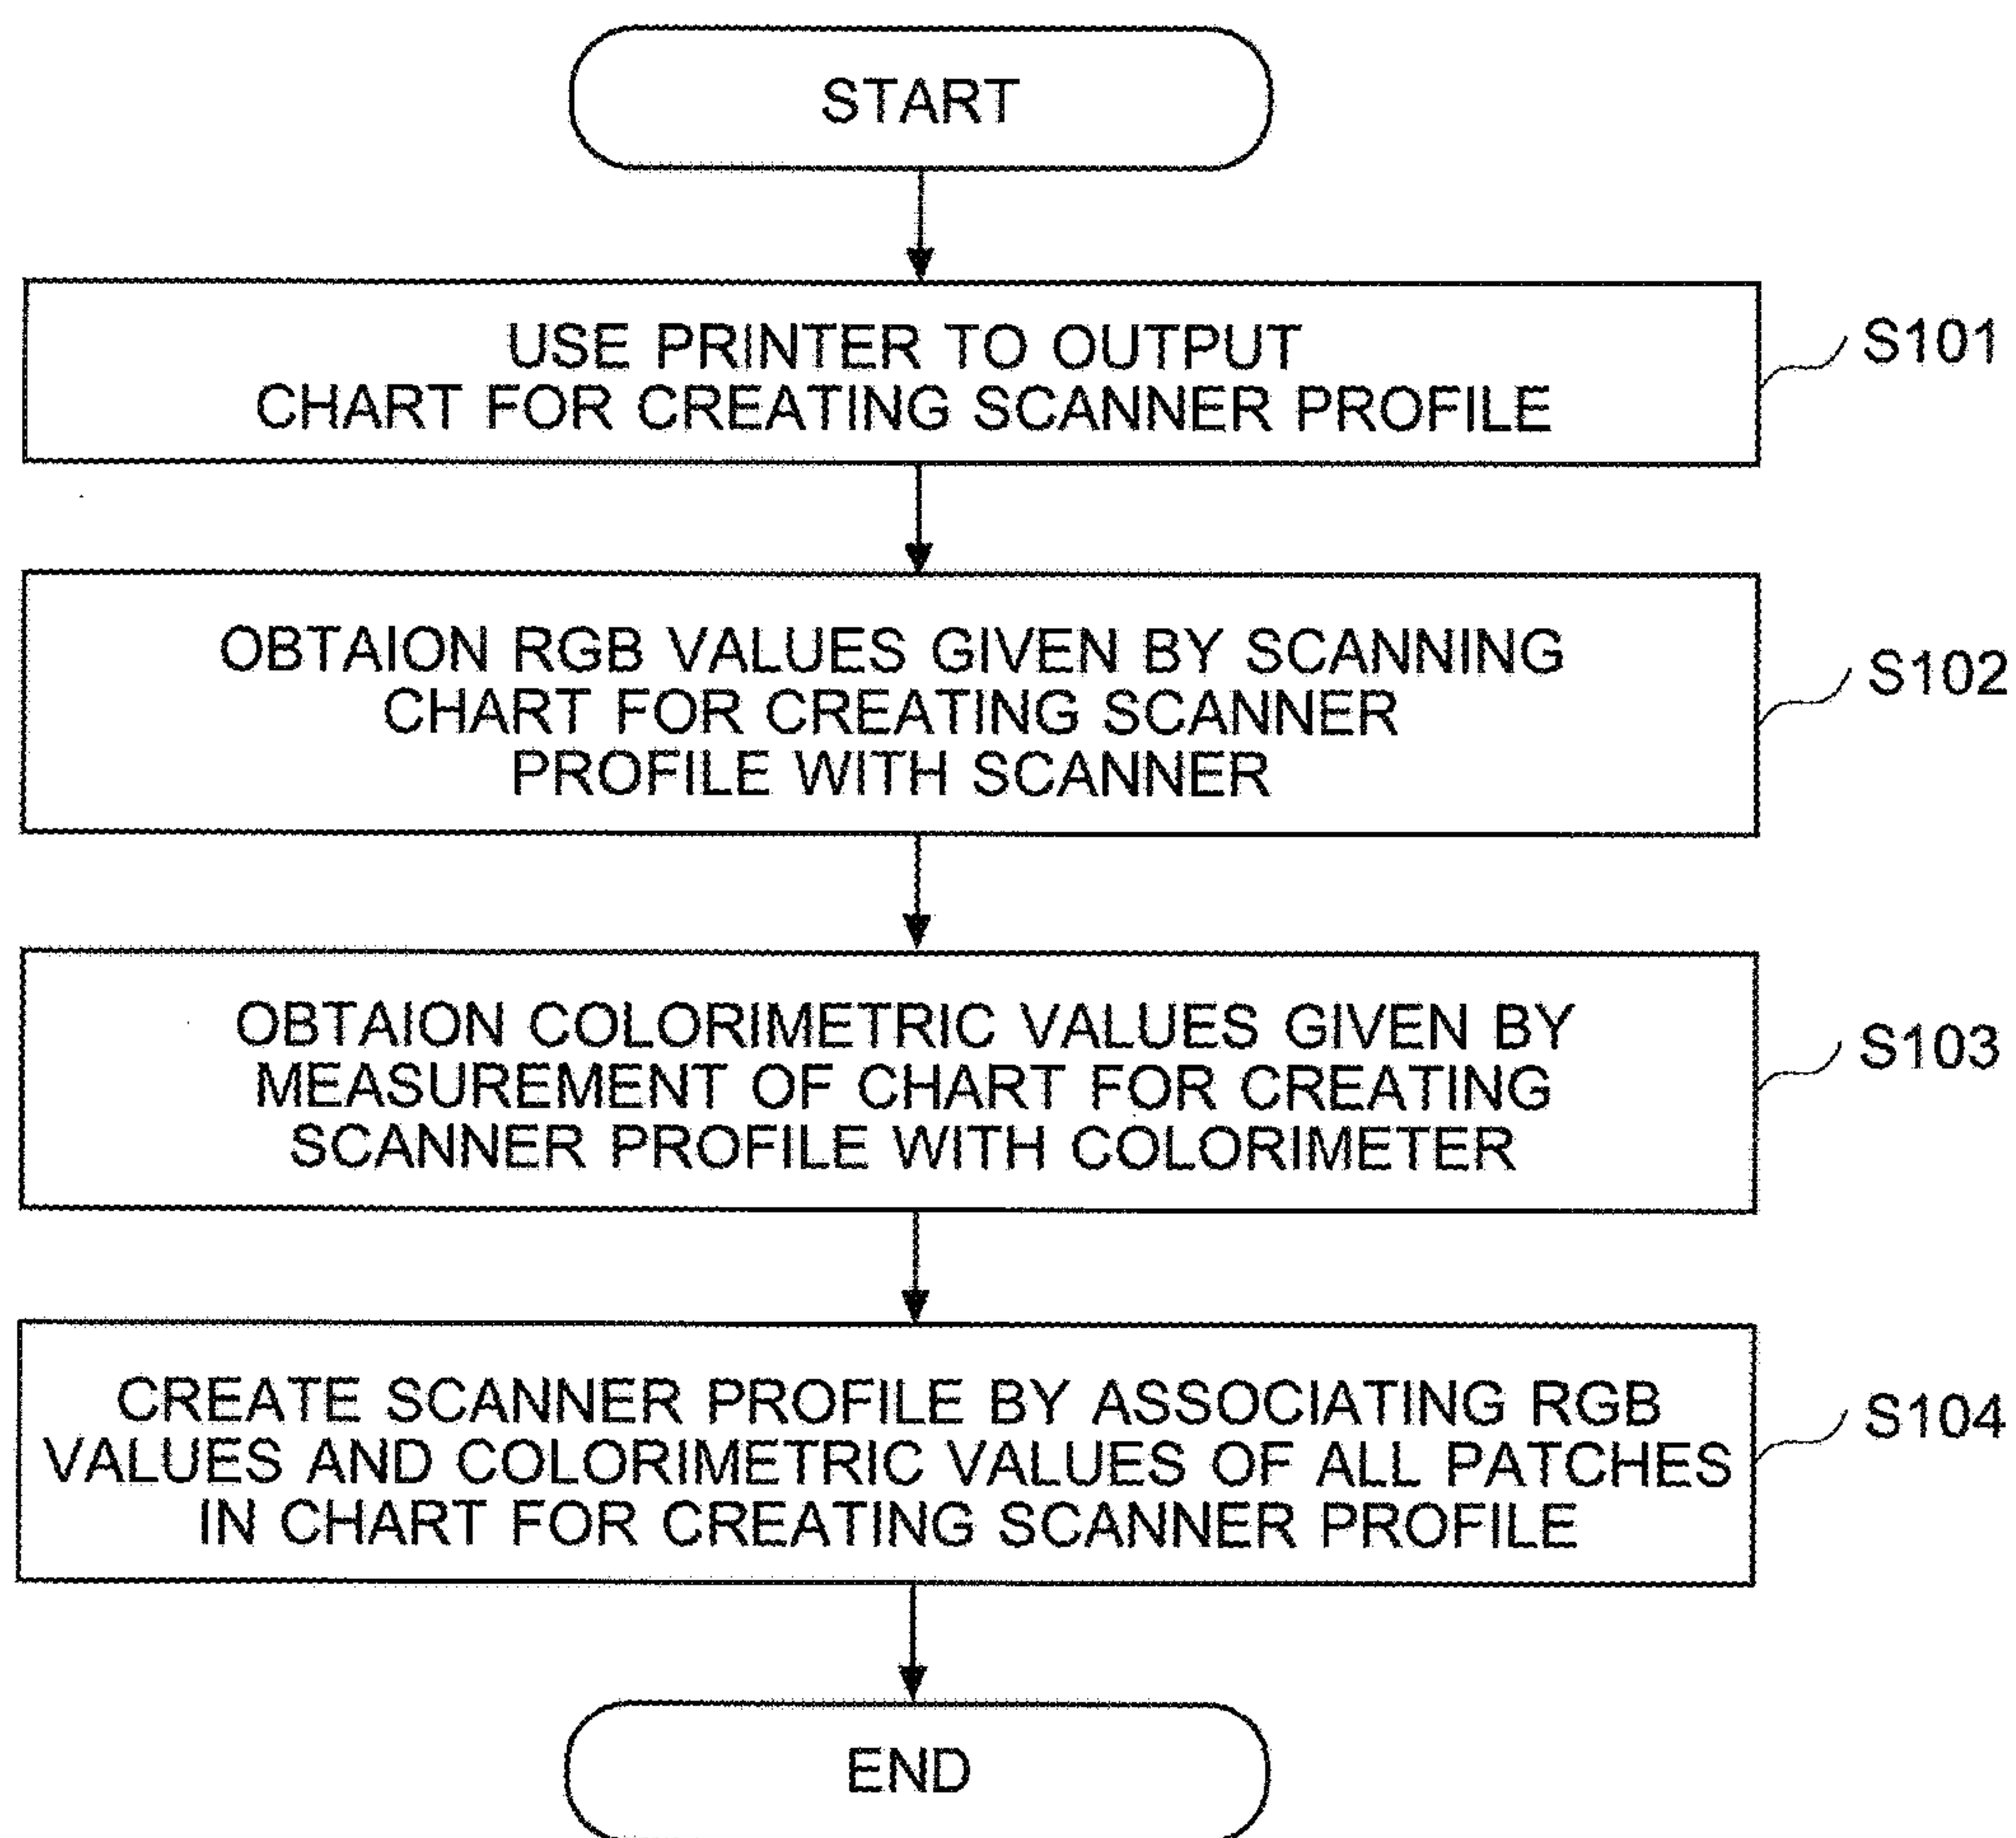 START
USE PRINTER TO OUTPUT
CHART FOR CREATING SCANNER PROFILE
S101
OBTAION RGB VALUES GIVEN BY SCANNING
CHART FOR CREATING SCANNER
PROFILE WITH SCANNER
S102
OBTAION COLORIMETRIC VALUES GIVEN BY
MEASUREMENT OF CHART FOR CREATING
SCANNER PROFILE WITH COLORIMETER
S103
CREATE SCANNER PROFILE BY ASSOCIATING RGB
VALUES AND COLORIMETRIC VALUES OF ALL PATCHES
IN CHART FOR CREATING SCANNER PROFILE
S104
END